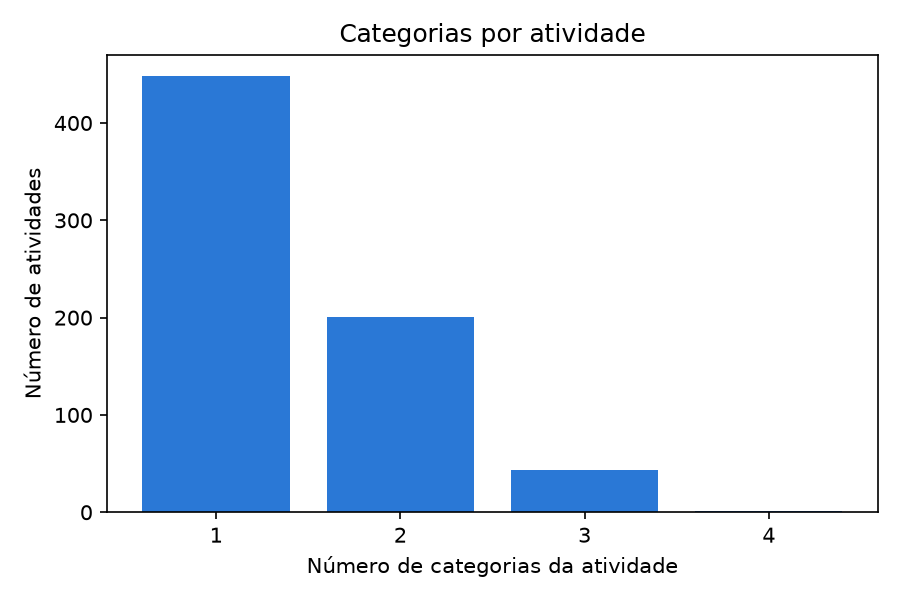 Categorias por atividade
Número de atividades
400
300
200
100
0
1 2 3 4
Número de categorias da atividade